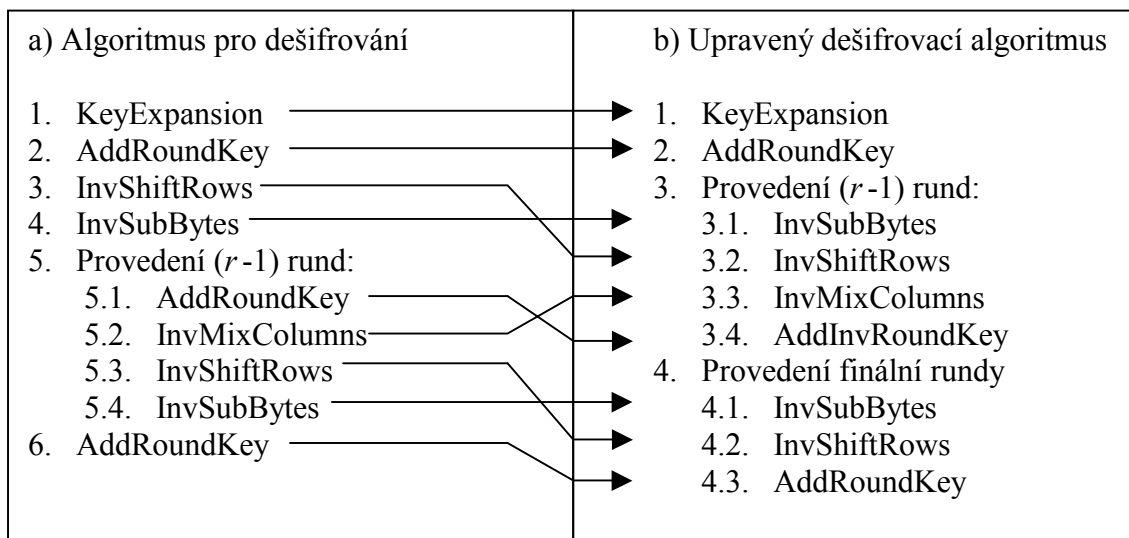 a) Algoritmus pro dešifrování
1. KeyExpansion
2. AddRoundKey
3. InvShiftRows
4. InvSubBytes
5. Provedení (r -1) rund:
5.1. AddRoundKey
5.2. InvMixColumns
5.3. InvShiftRows
5.4. InvSubBytes
6. AddRoundKey
b) Upravený dešifrovací algoritmus
1. KeyExpansion
2. AddRoundKey
3. Provedení (r -1) rund:
3.1. InvSubBytes
3.2. InvShiftRows
3.3. InvMixColumns
3.4. AddInvRoundKey
4. Provedení finální rundy
4.1. InvSubBytes
4.2. InvShiftRows
4.3. AddRoundKey